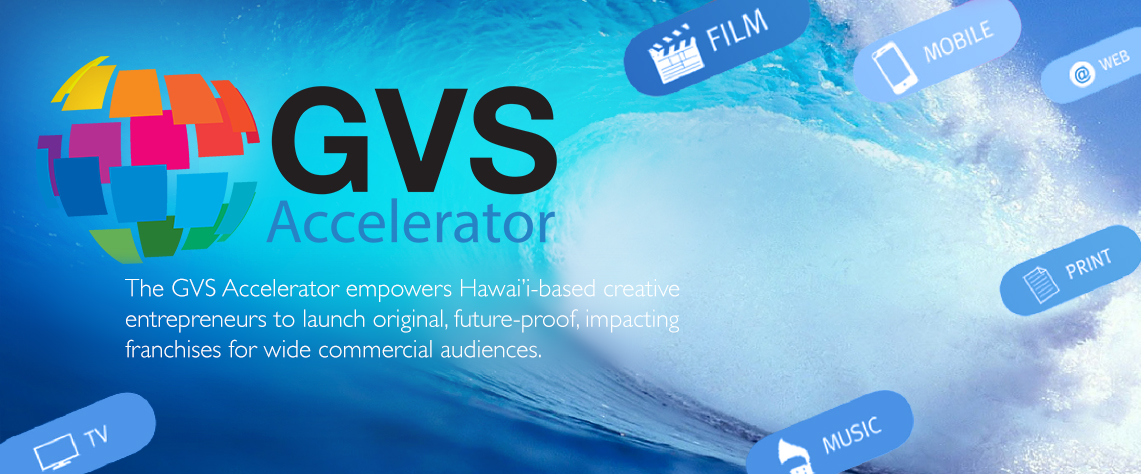 FILM
MOBILE
@ WEB
GVS
Accelerator
The GVS Accelerator empowers Hawai'i-based creative
entrepreneurs to launch original, future-proof, impacting
franchises for wide commercial audiences.
PRINT
TV
MUSIC